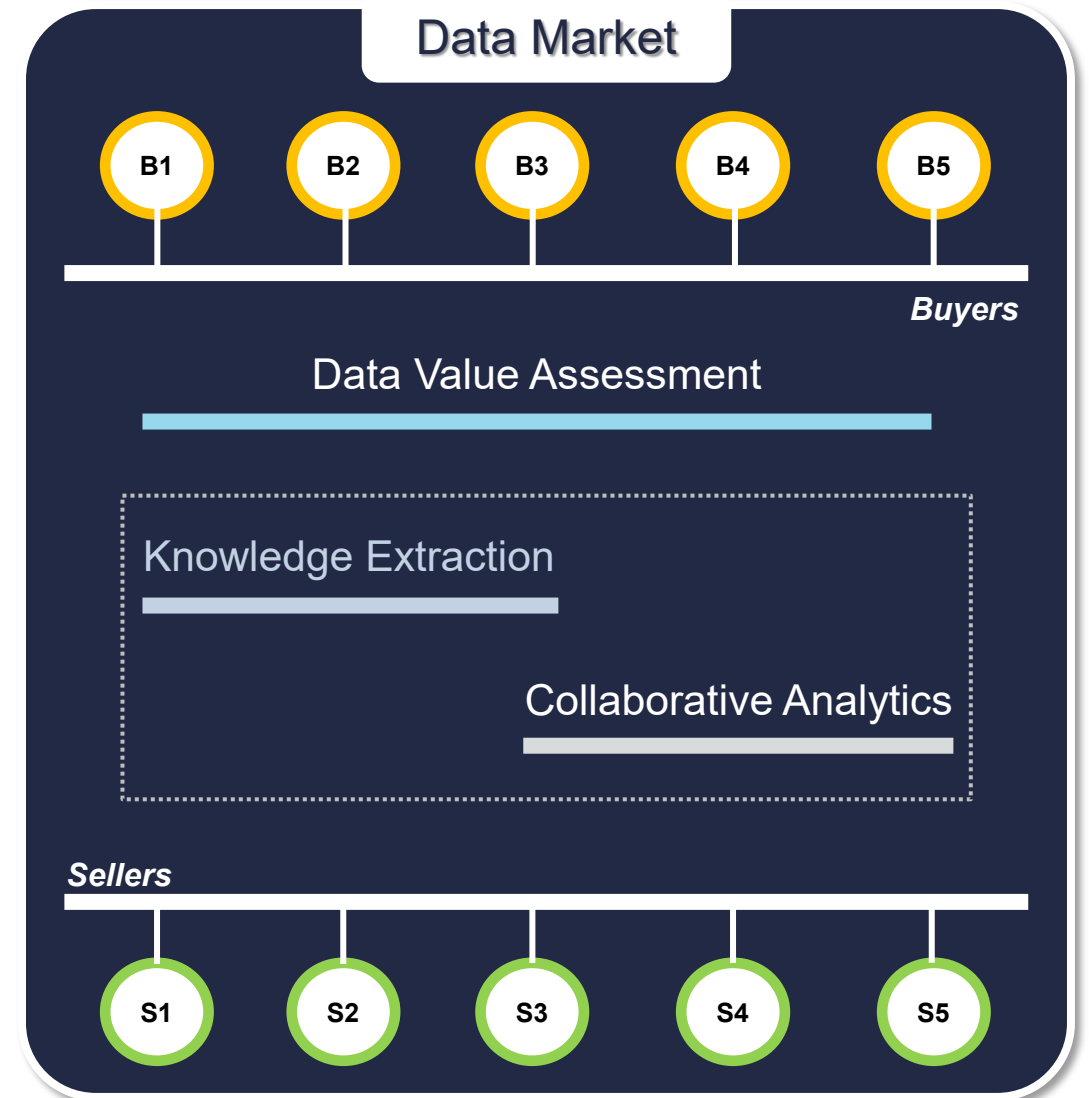 Data Market
B1 B2 B3 B4 B5
Buyers
Data Value Assessment
Knowledge Extraction
Collaborative Analytics
Sellers
S1 S2 S3 S4 S5